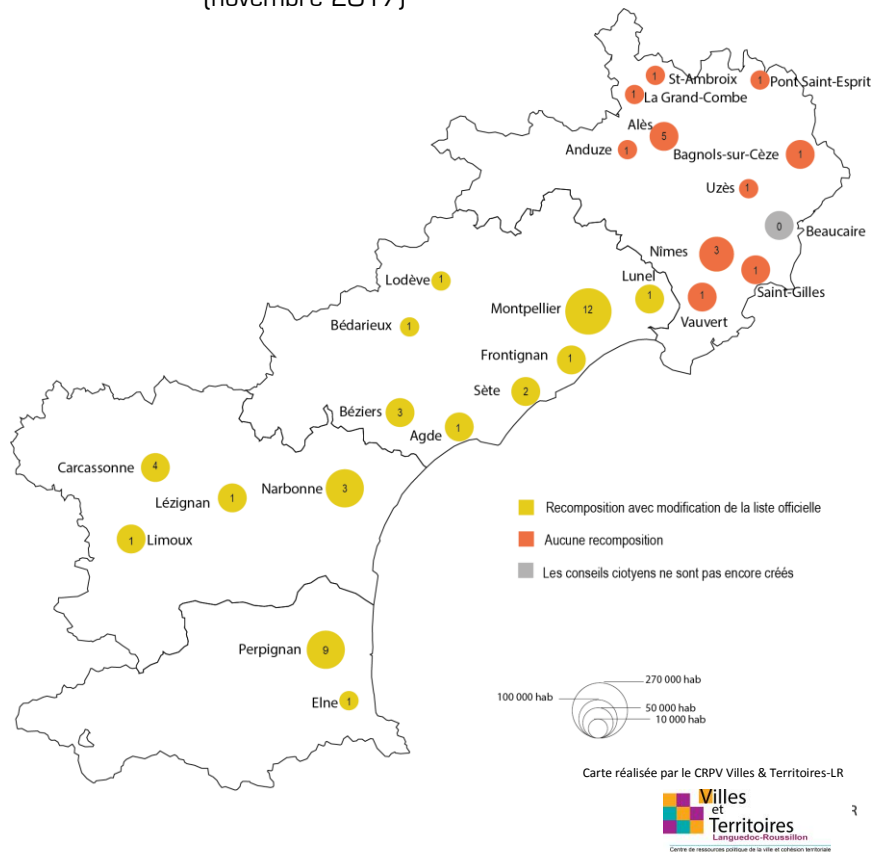 (novembre 2017)
1 St-Ambroix
1 Pont Saint-Esprit
1 La Grand-Combe
Alès 5
Anduze 1
Bagnols-sur-Cèze 1
Uzès 1
0 Beaucaire
Nîmes 3
1 Saint-Gilles
1 Vauvert
Lunel 1
Lodève 1
Montpellier 12
Bédarieux 1
Frontignan 1
Sète 2
Béziers 3
Agde 1
Carcassonne 4
Lézignan 1
Narbonne 3
1 Limoux
Perpignan 9
Elne 1
Recomposition avec modification de la liste officielle
Aucune recomposition
Les conseils ciotyens ne sont pas encore créés
270 000 hab
100 000 hab
50 000 hab
10 000 hab
Carte réalisée par le CRPV Villes & Territoires-LR
Villes
et
Territoires
Languedoc-Roussillon
Centre de ressources politique de la ville et cohésion territoriale
R